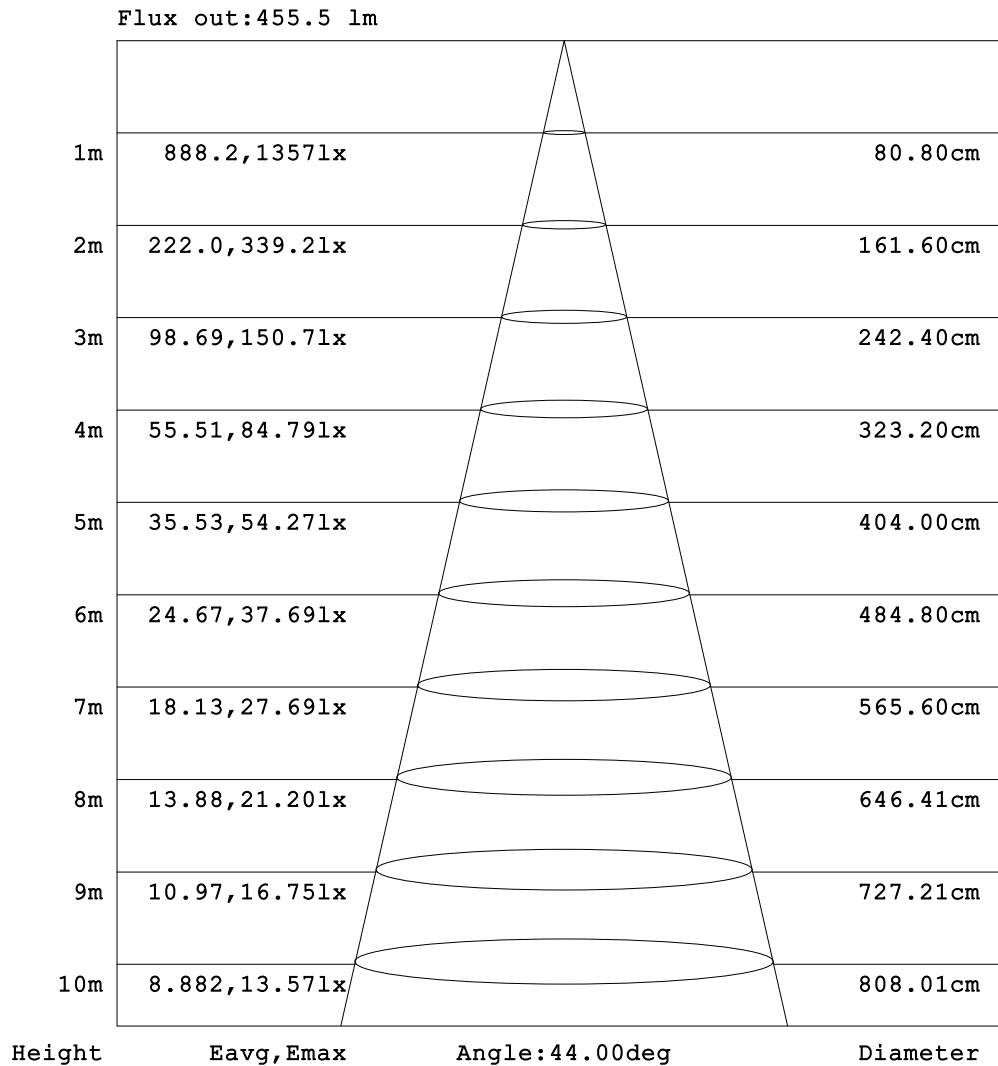 Flux out:455.5 lm
1m 888.2,1357lx 80.80cm
2m 222.0,339.2lx 161.60cm
3m 98.69,150.7lx 242.40cm
4m 55.51,84.79lx 323.20cm
5m 35.53,54.27lx 404.00cm
6m 24.67,37.69lx 484.80cm
7m 18.13,27.69lx 565.60cm
8m 13.88,21.20lx 646.41cm
9m 10.97,16.75lx 727.21cm
10m 8.882,13.57lx 808.01cm
Height Eavg,Emax Angle:44.00deg Diameter